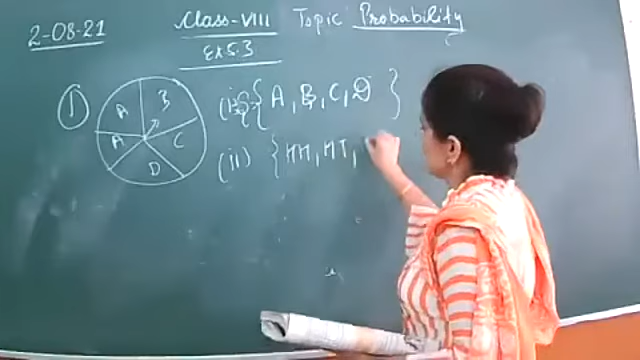 2-08-21 Class-VIII Topic Probability
Ex 5.3
① A B C D A (i) { A, B, C, D }
(ii) { HH, HT,